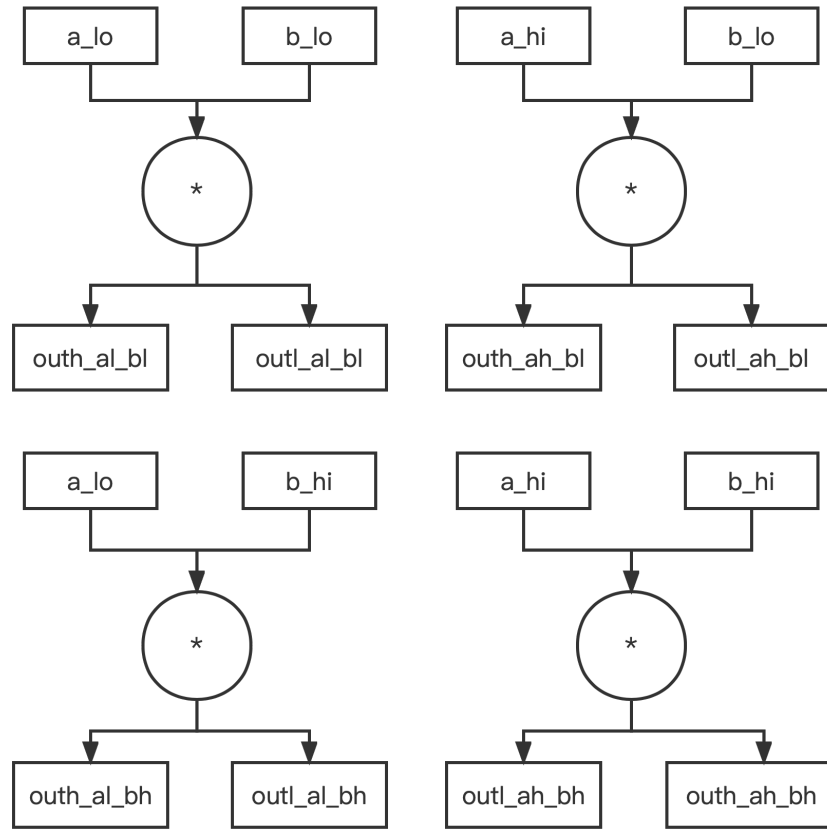 a_lo b_lo a_hi b_lo
* *
outh_al_bl outl_al_bl outh_ah_bl outl_ah_bl
a_lo b_hi a_hi b_hi
* *
outh_al_bh outl_al_bh outl_ah_bh outh_ah_bh